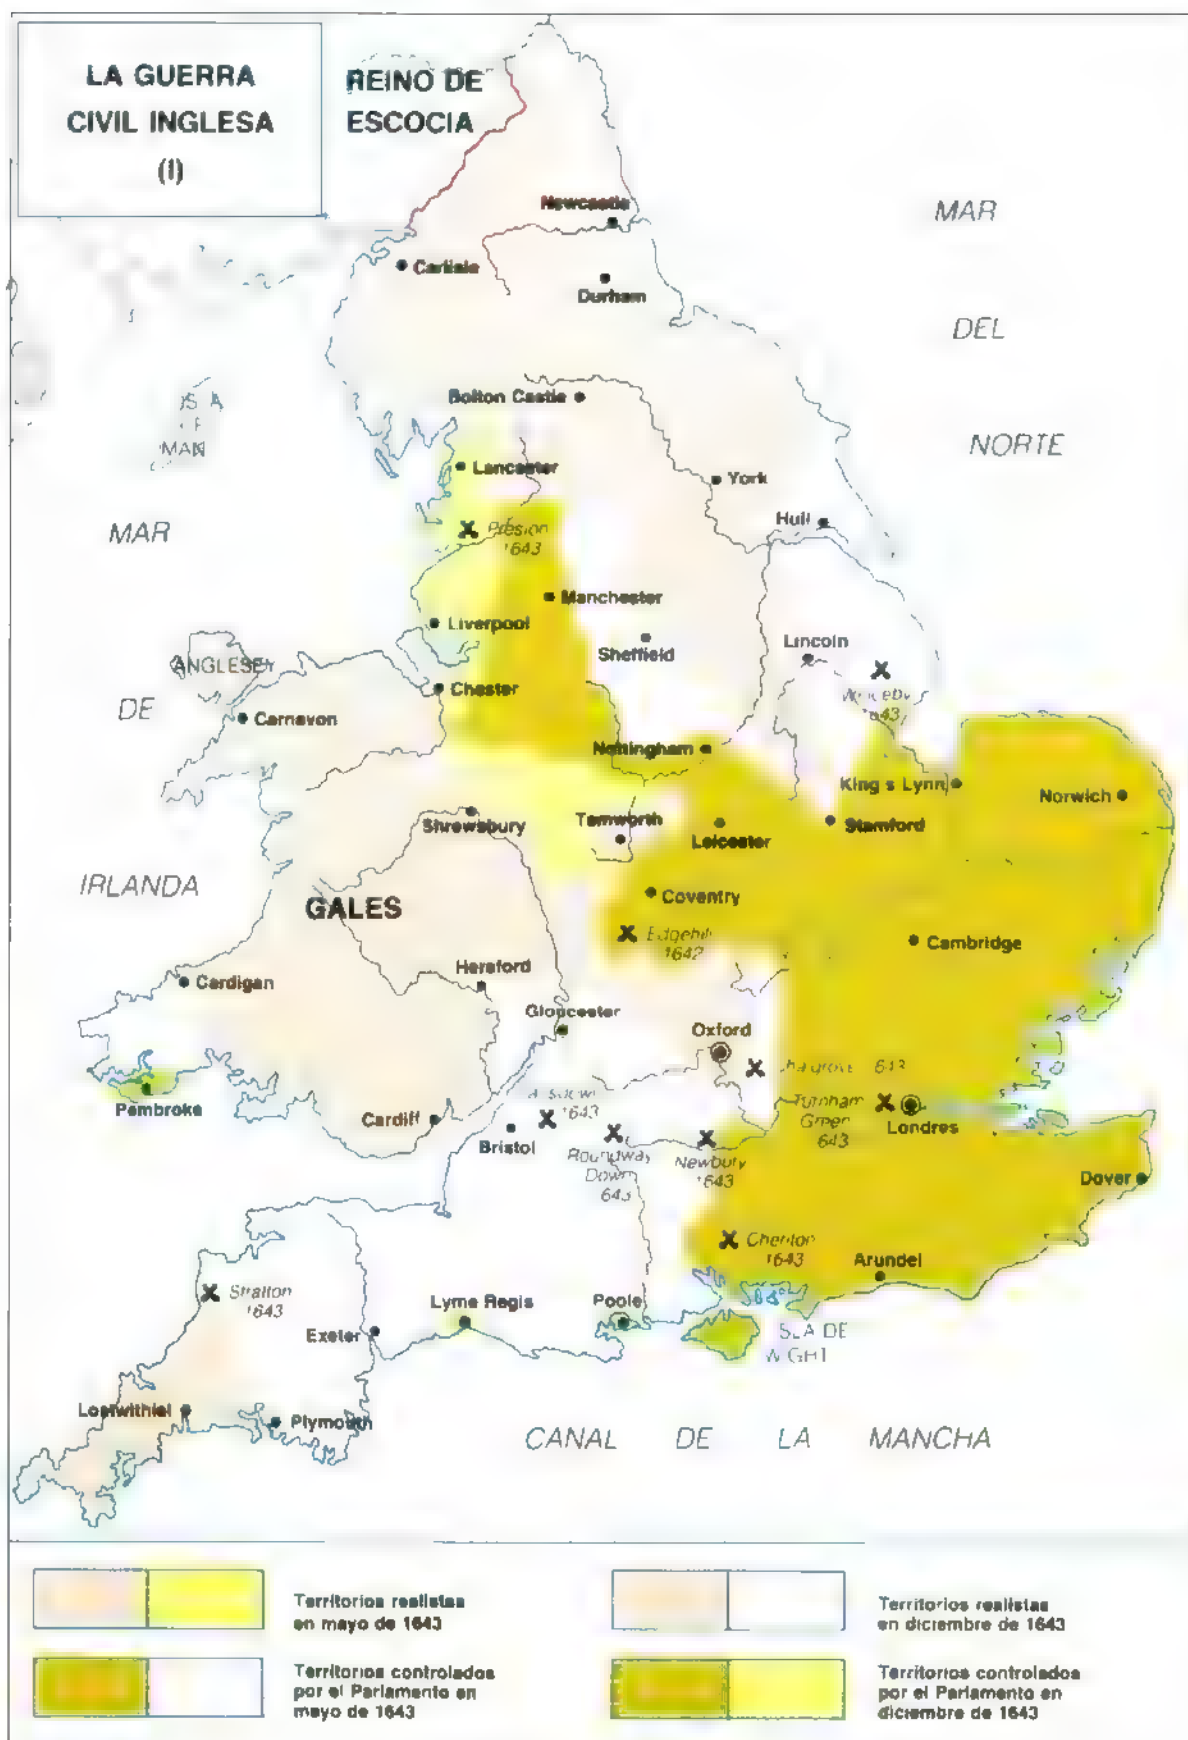 LA GUERRA
CIVIL INGLESA
(I)
REINO DE
ESCOCIA
MAR
DEL
NORTE
Newcastle
Carlisle
Durham
Bolton Castle
MAN
Lancaster
York
Hull
Preston
1643
MAR
DE
IRLANDA
Manchester
Liverpool
Sheffield
Lincoln
ANGLESEY
Chester
Carnavon
Nottingham
King s Lynn
Norwich
Shrewsbury
Tamworth
Leicester
Stamford
GALES
Coventry
Edgehill
1642
Cambridge
Cardigan
Hereford
Gloucester
Oxford
Pembroke
1643
Cardiff
Bristol
Turnham
Green
643
Londres
Roundway
Down
643
Newbury
1643
Dover
Cheriton
1643
Arundel
Stratton
1643
Lyme Regis
Poole
Exeter
Lostwithiel
Plymouth
CANAL DE LA MANCHA
Territorios realistas
en mayo de 1643
Territorios realistas
en diciembre de 1643
Territorios controlados
por el Parlamento en
mayo de 1643
Territorios controlados
por el Parlamento en
diciembre de 1643